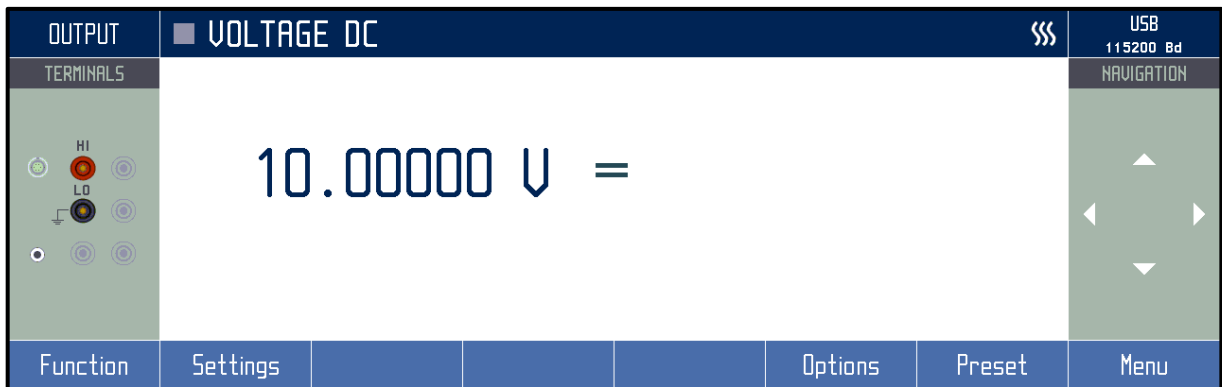 OUTPUT
VOLTAGE DC
USB
115200 Bd
TERMINALS
NAVIGATION
HI
LO
10.00000 V =
Function
Settings
Options
Preset
Menu